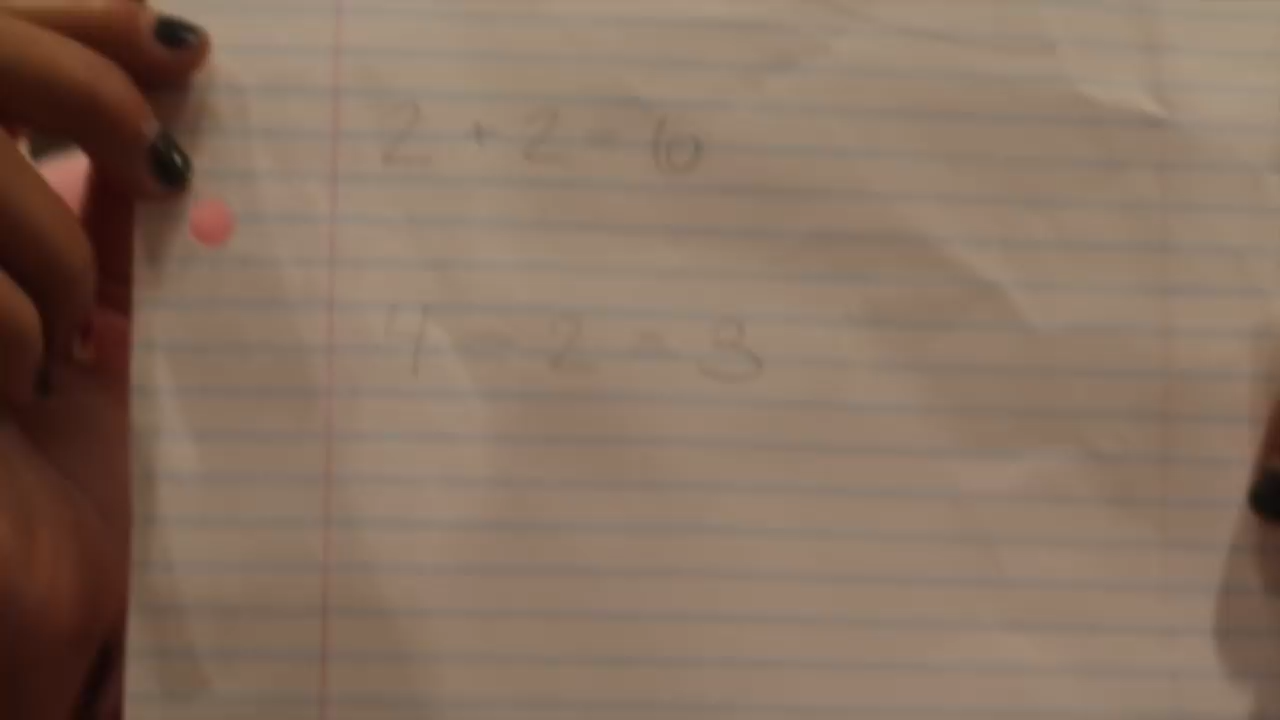 2 + 2 = 6
4 - 2 = 3